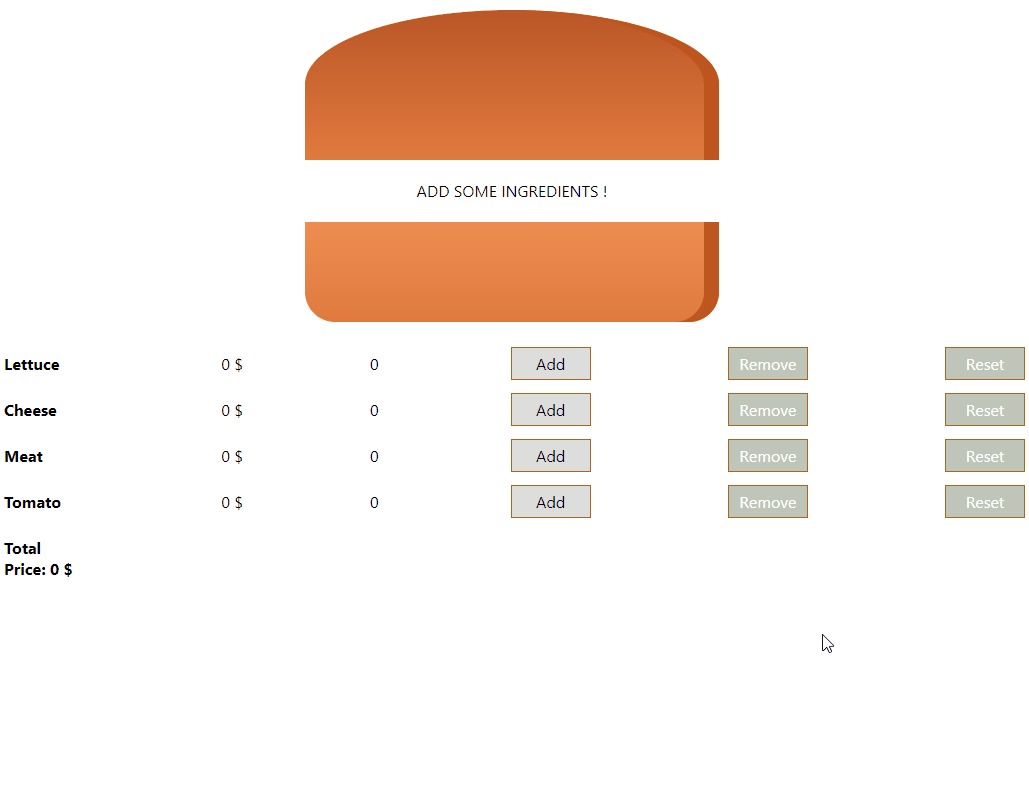 ADD SOME INGREDIENTS !
Lettuce 0 $ 0 Add Remove Reset
Cheese 0 $ 0 Add Remove Reset
Meat 0 $ 0 Add Remove Reset
Tomato 0 $ 0 Add Remove Reset
Total
Price: 0 $